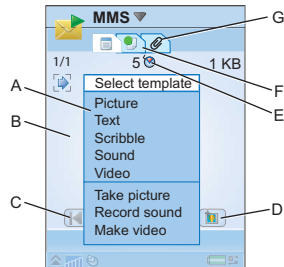 MMS
G
1/1
5
1 KB
F
A
Select template
E
Picture
B
Text
Scribble
Sound
Video
C
Take picture
D
Record sound
Make video